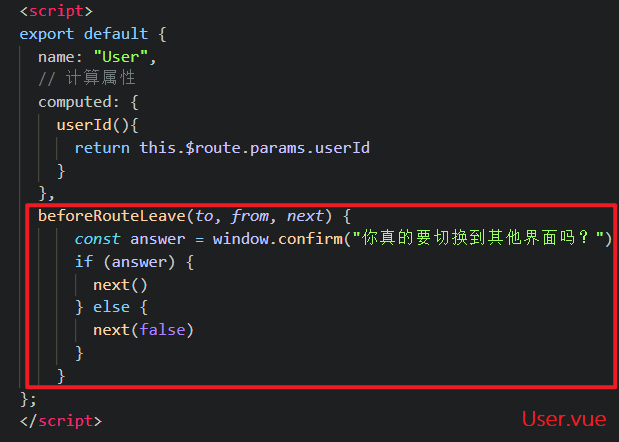 <script>
export default {
  name: "User",
  // 计算属性
  computed: {
    userId(){
      return this.$route.params.userId
    }
  },
  beforeRouteLeave(to, from, next) {
      const answer = window.confirm("你真的要切换到其他界面吗？")
      if (answer) {
        next()
      } else {
        next(false)
      }
    }
};
</script>
User.vue